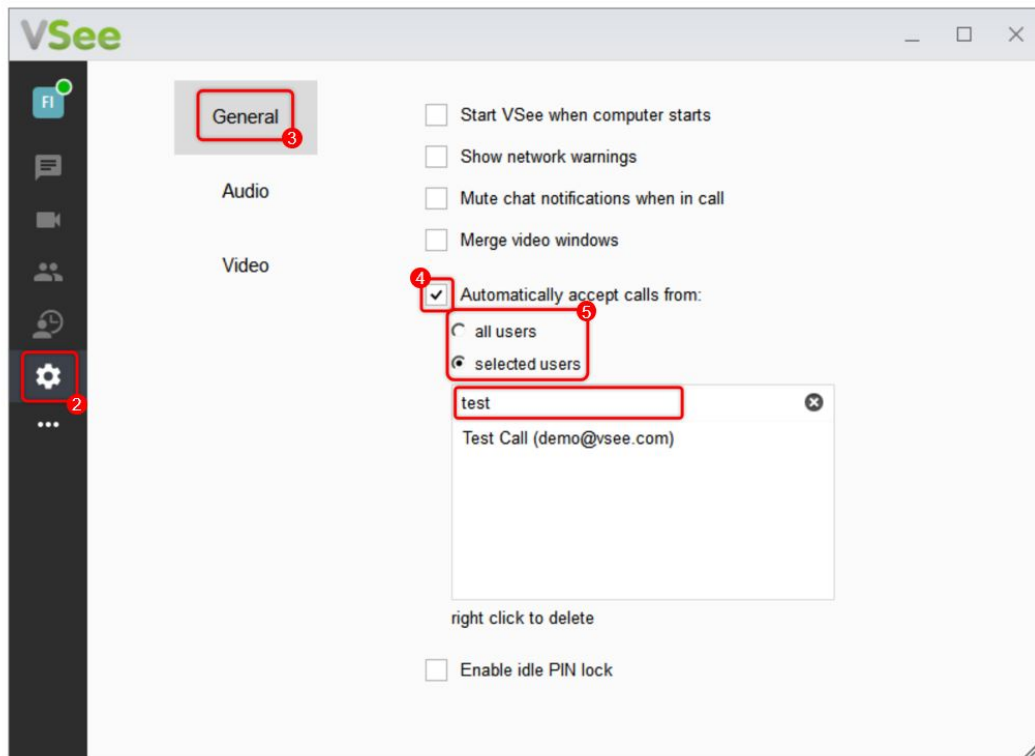 VSee
FI
General
3
Audio
Video
2
Start VSee when computer starts
Show network warnings
Mute chat notifications when in call
Merge video windows
4
Automatically accept calls from:
5
all users
selected users
test
Test Call (demo@vsee.com)
right click to delete
Enable idle PIN lock